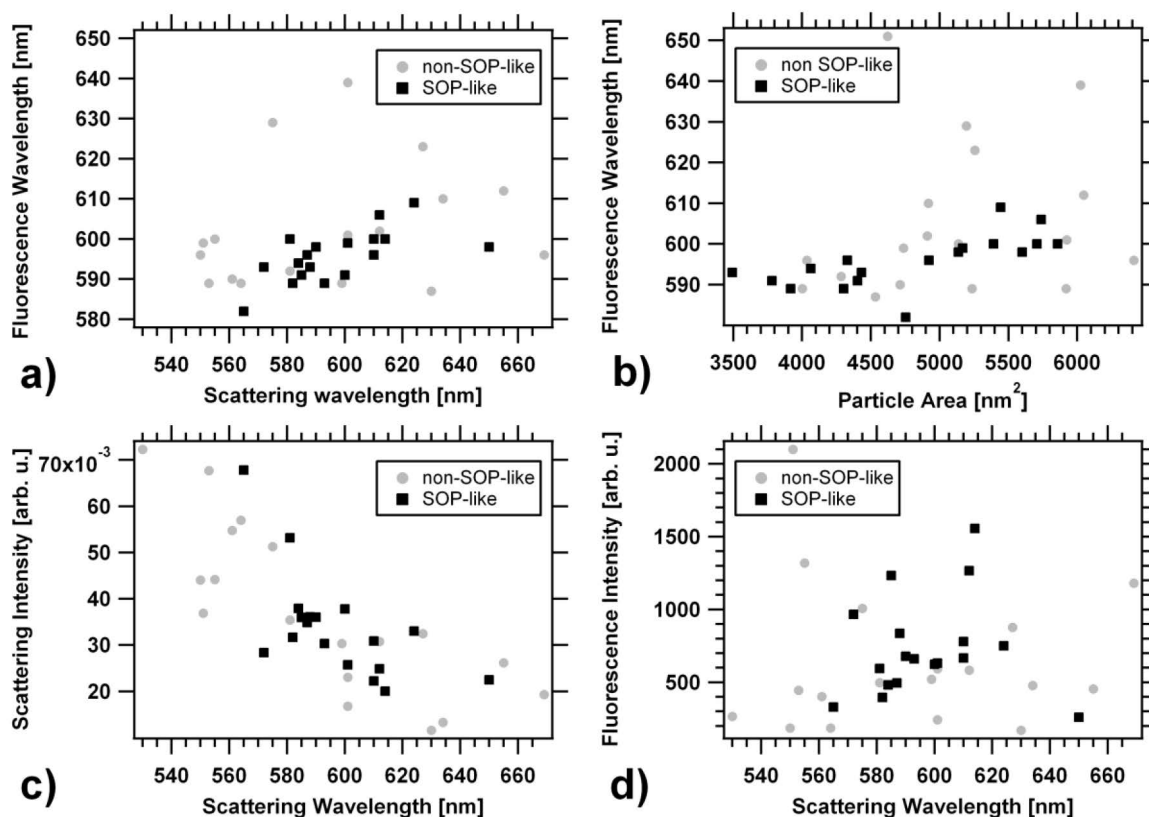 650
640
630
620
610
600
590
580
Fluorescence Wavelength [nm]
non-SOP-like
SOP-like
540 560 580 600 620 640 660
Scattering wavelength [nm]
a)
650
640
630
620
610
600
590
Fluorescence Wavelength [nm]
non SOP-like
SOP-like
3500 4000 4500 5000 5500 6000
Particle Area [nm2]
b)
70x10-3
60
50
40
30
20
Scattering Intensity [arb. u.]
non-SOP-like
SOP-like
540 560 580 600 620 640 660
Scattering Wavelength [nm]
c)
2000
1500
1000
500
Fluorescence Intensity [arb. u.]
non-SOP-like
SOP-like
540 560 580 600 620 640 660
Scattering Wavelength [nm]
d)